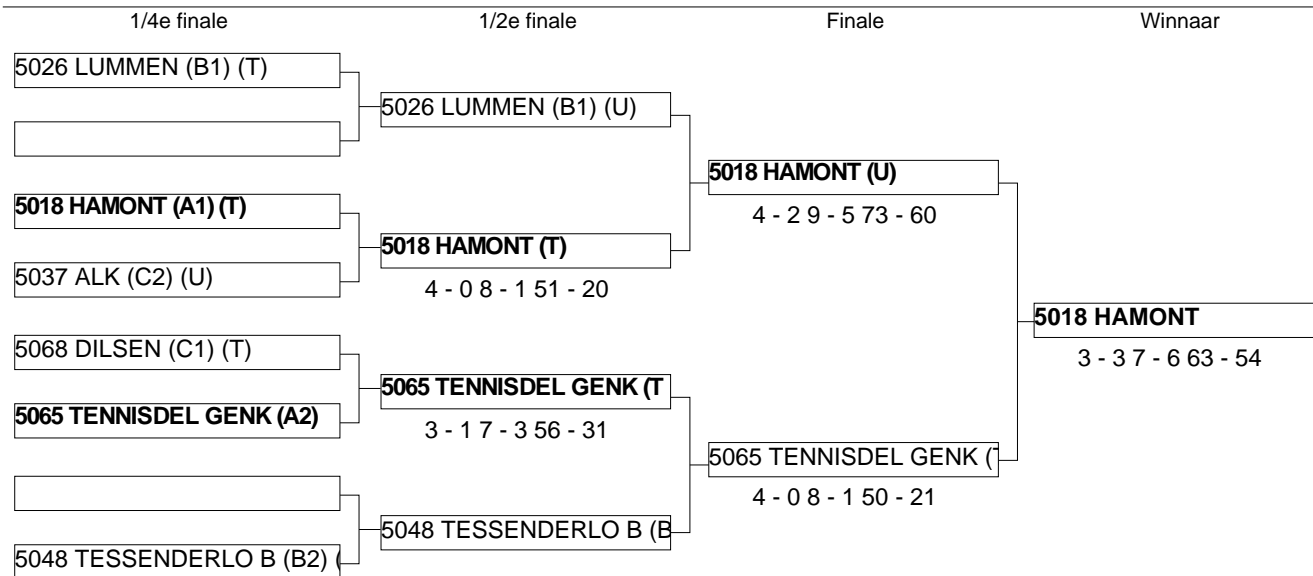 1/4e finale
1/2e finale
Finale
Winnaar
5026 LUMMEN (B1) (T)
5018 HAMONT (A1) (T)
5037 ALK (C2) (U)
5068 DILSEN (C1) (T)
5065 TENNISDEL GENK (A2)
5048 TESSENDERLO B (B2) (
5026 LUMMEN (B1) (U)
5018 HAMONT (T)
4 - 0 8 - 1 51 - 20
5065 TENNISDEL GENK (T
3 - 1 7 - 3 56 - 31
5048 TESSENDERLO B (B
5018 HAMONT (U)
4 - 2 9 - 5 73 - 60
5065 TENNISDEL GENK (T
4 - 0 8 - 1 50 - 21
5018 HAMONT
3 - 3 7 - 6 63 - 54